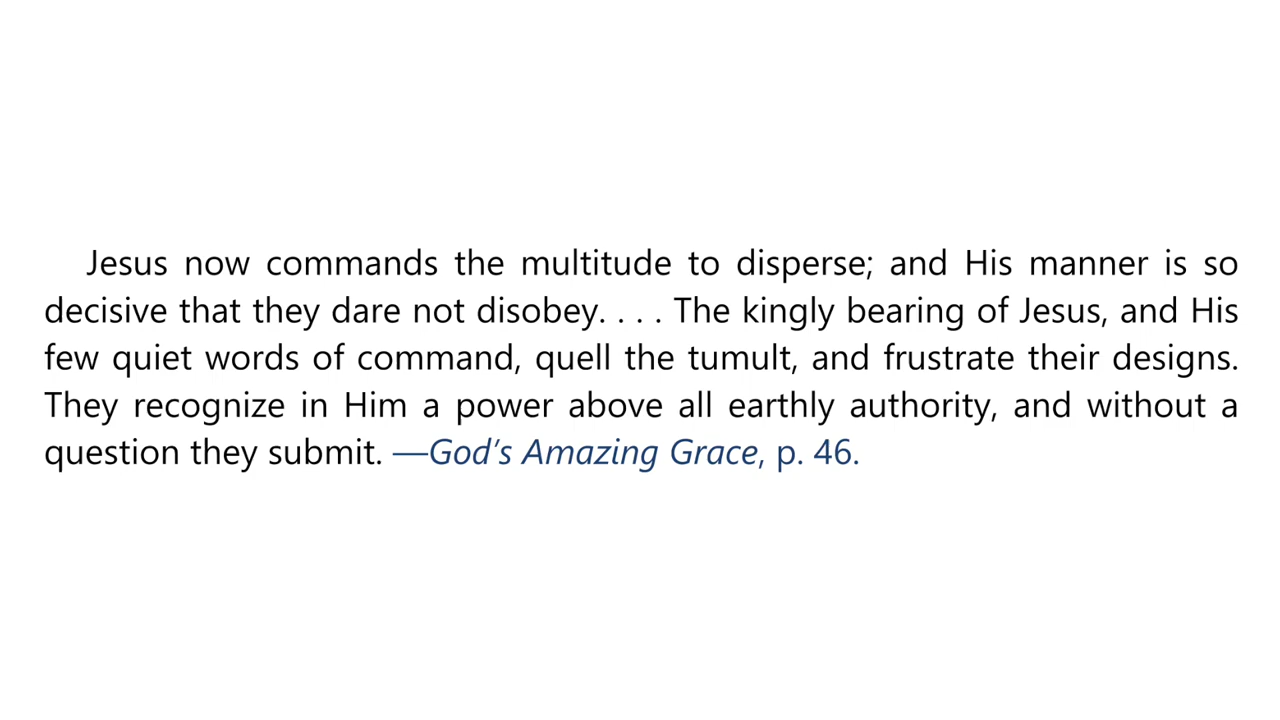 Jesus now commands the multitude to disperse; and His manner is so
decisive that they dare not disobey. . . . The kingly bearing of Jesus, and His
few quiet words of command, quell the tumult, and frustrate their designs.
They recognize in Him a power above all earthly authority, and without a
question they submit. —God’s Amazing Grace, p. 46.